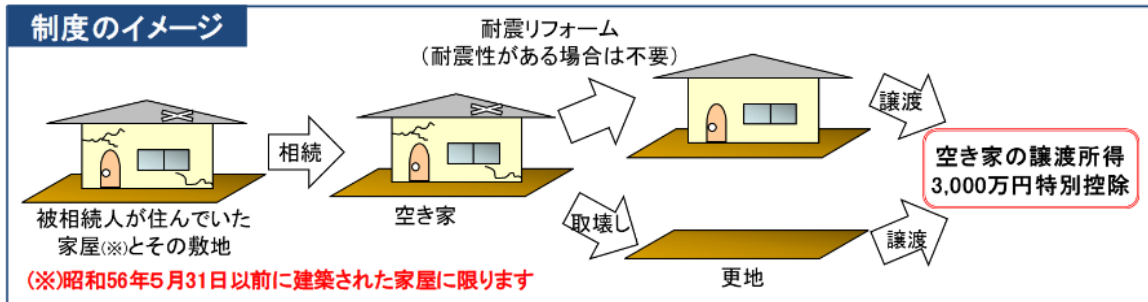 制度のイメージ
耐震リフォーム
(耐震性がある場合は不要)
相続
譲渡
空き家の譲渡所得
3,000万円特別控除
被相続人が住んでいた
家屋(※)とその敷地
空き家
取壊し
譲渡
更地
(※)昭和56年5月31日以前に建築された家屋に限ります